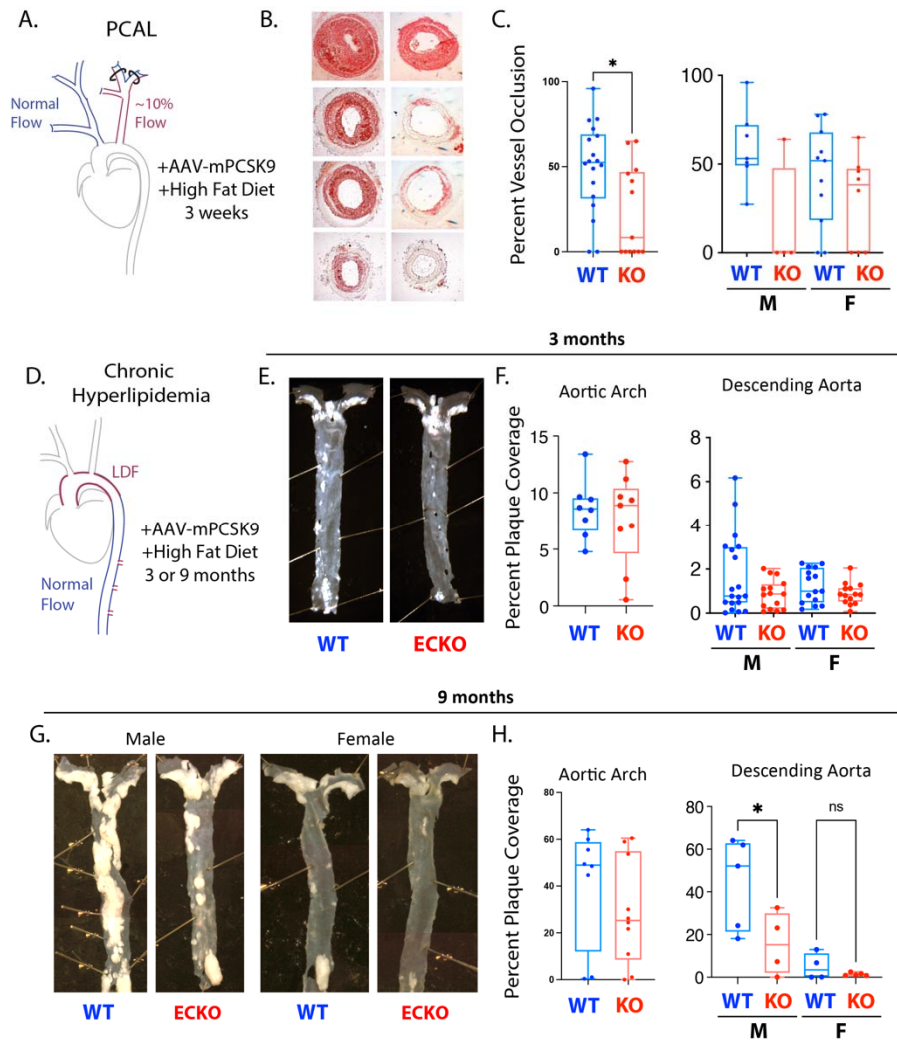 A.
PCAL
Normal
Flow
~10%
Flow
+AAV-mPCSK9
+High Fat Diet
3 weeks
B.
C.
Percent Vessel Occlusion
100
50
0
*
WT
KO
100
50
0
WT
KO
WT
KO
M
F
3 months
D.
Chronic
Hyperlipidemia
LDF
+AAV-mPCSK9
+High Fat Diet
3 or 9 months
Normal
Flow
E.
WT
ECKO
F.
Aortic Arch
Percent Plaque Coverage
15
10
5
0
WT
KO
Descending Aorta
8
6
4
2
0
WT
KO
WT
KO
M
F
9 months
G.
Male
Female
WT
ECKO
WT
ECKO
H.
Aortic Arch
Percent Plaque Coverage
80
60
40
20
0
WT
KO
Descending Aorta
80
60
40
20
0
*
ns
WT
KO
WT
KO
M
F